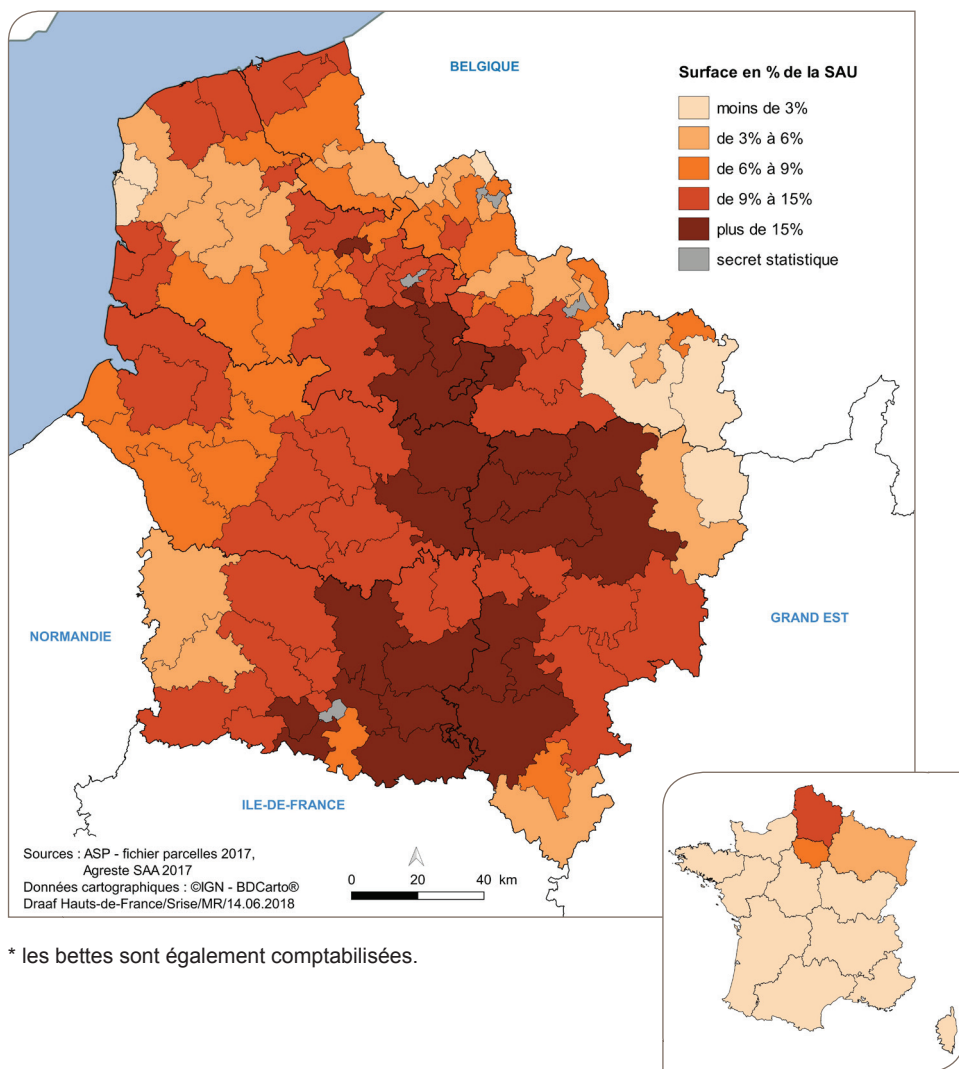 BELGIQUE
Surface en % de la SAU
moins de 3%
de 3% à 6%
de 6% à 9%
de 9% à 15%
plus de 15%
secret statistique
NORMANDIE
GRAND EST
ILE-DE-FRANCE
Sources : ASP - fichier parcelles 2017,
Agreste SAA 2017
Données cartographiques : ©IGN - BDCarto®
Draaf Hauts-de-France/Srise/MR/14.06.2018
0 20 40 km
* les bettes sont également comptabilisées.